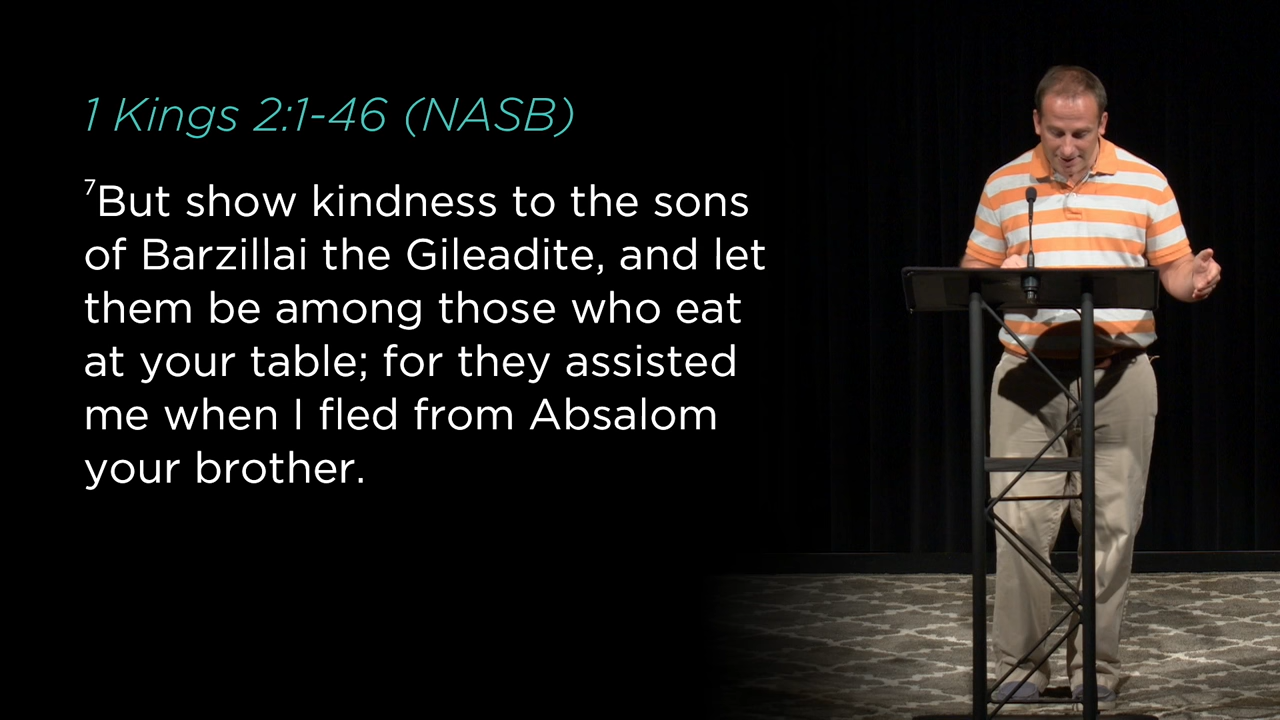 1 Kings 2:1-46 (NASB)
7But show kindness to the sons
of Barzillai the Gileadite, and let
them be among those who eat
at your table; for they assisted
me when I fled from Absalom
your brother.